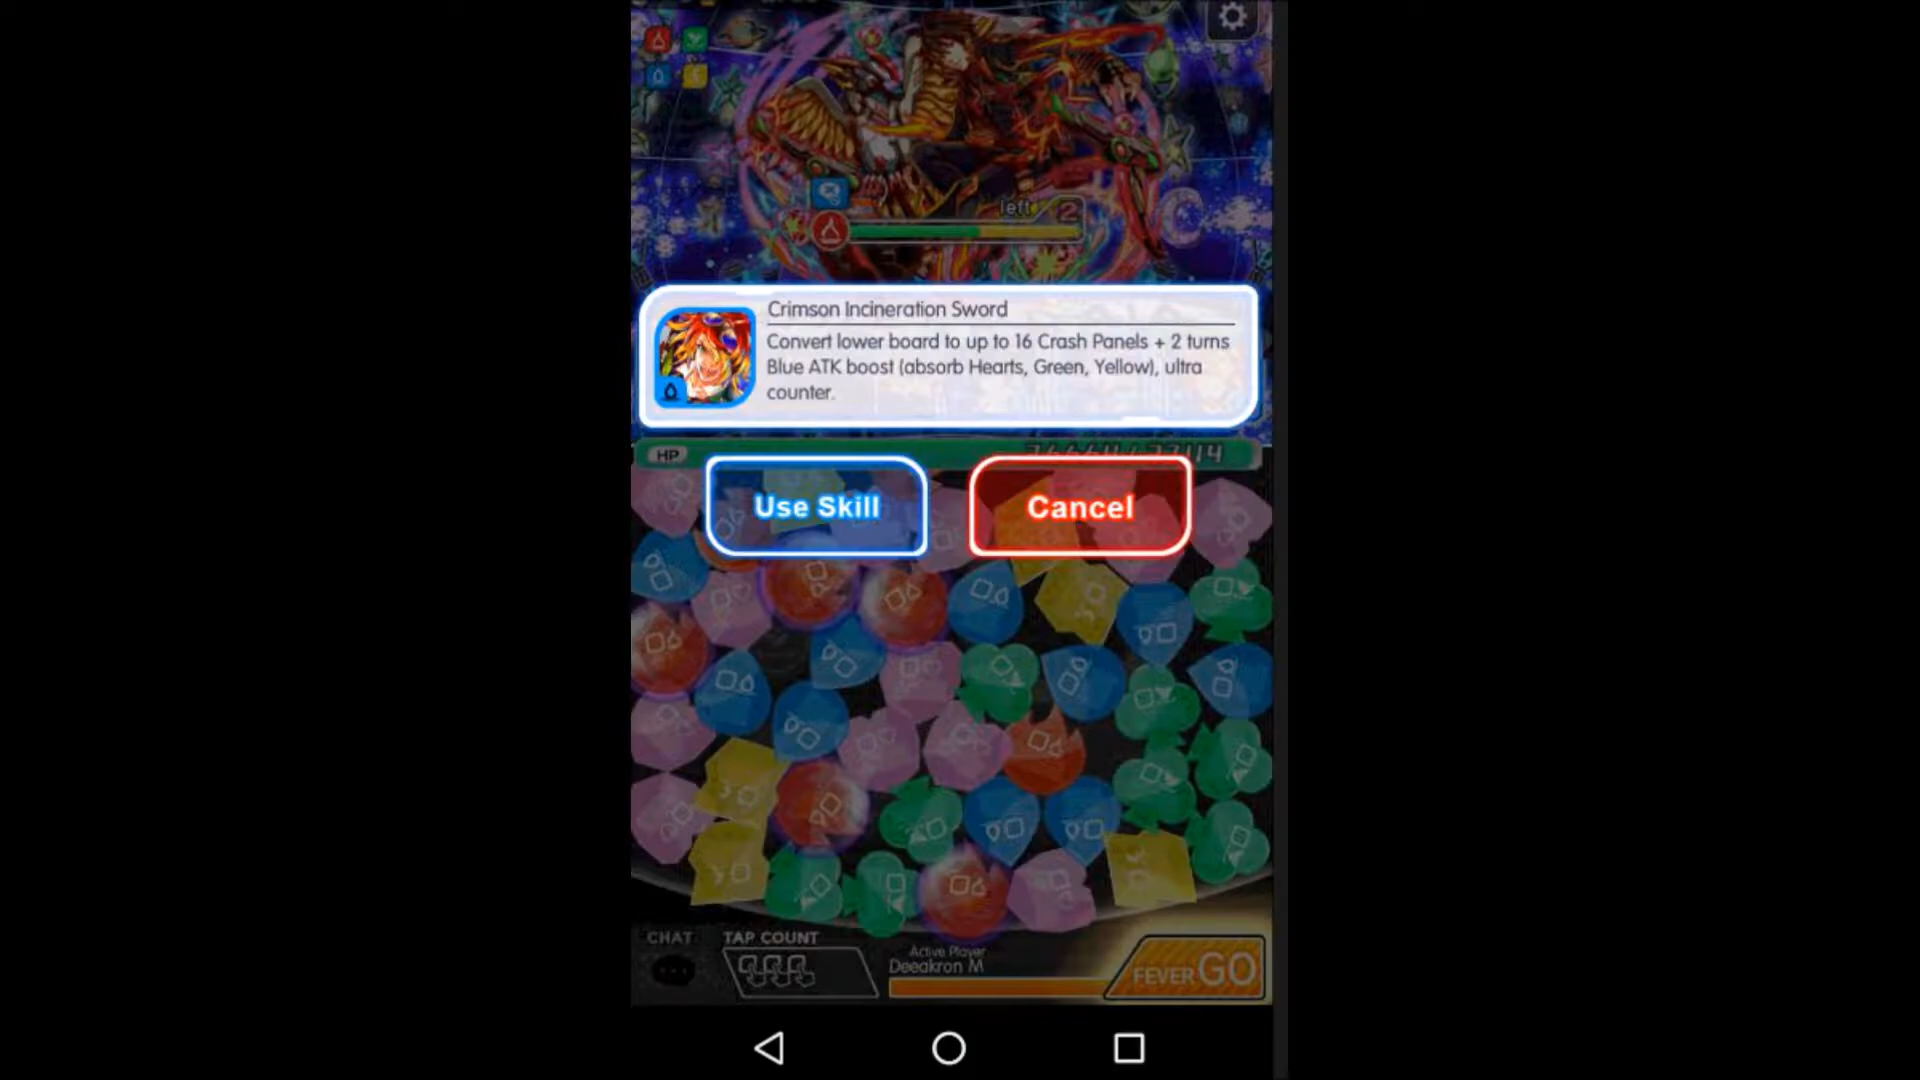 left 2
Crimson Incineration Sword
Convert lower board to up to 16 Crash Panels + 2 turns
Blue ATK boost (absorb Hearts, Green, Yellow), ultra
counter.
HP
Use Skill
Cancel
CHAT
TAP COUNT
Active Player
Deeakron M
FEVER GO